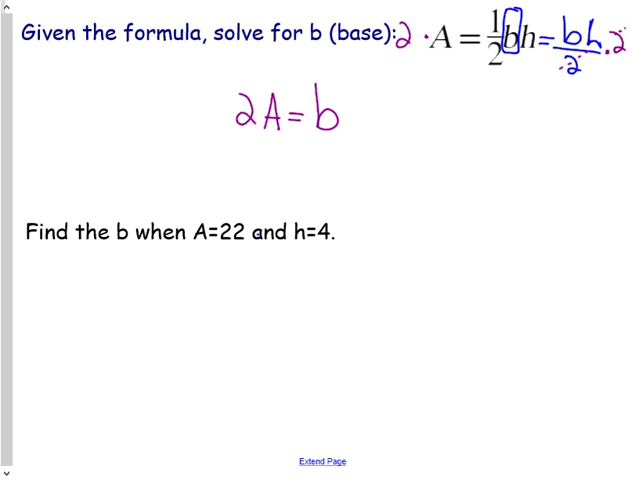 Given the formula, solve for b (base): 2 · A = 1/2 bh = bh/2 · 2
2A = b
Find the b when A=22 and h=4.
Extend Page